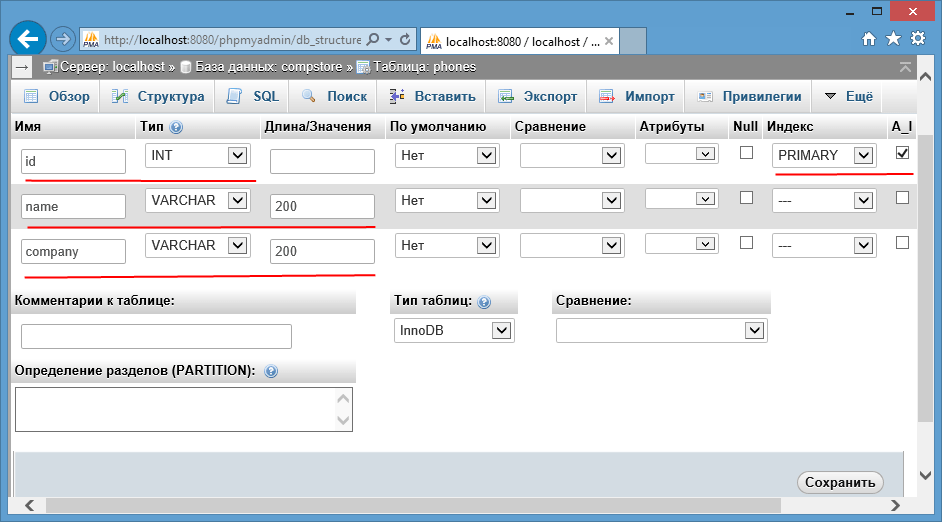 http://localhost:8080/phpmyadmin/db_structure
localhost:8080 / localhost / ...
Сервер: localhost » База данных: compstore » Таблица: phones
Обзор Структура SQL Поиск Вставить Экспорт Импорт Привилегии Ещё
Имя Тип Длина/Значения По умолчанию Сравнение Атрибуты Null Индекс A_I
id INT Нет PRIMARY
name VARCHAR 200 Нет ---
company VARCHAR 200 Нет ---
Комментарии к таблице: Тип таблиц: Сравнение:
InnoDB
Определение разделов (PARTITION):
Сохранить